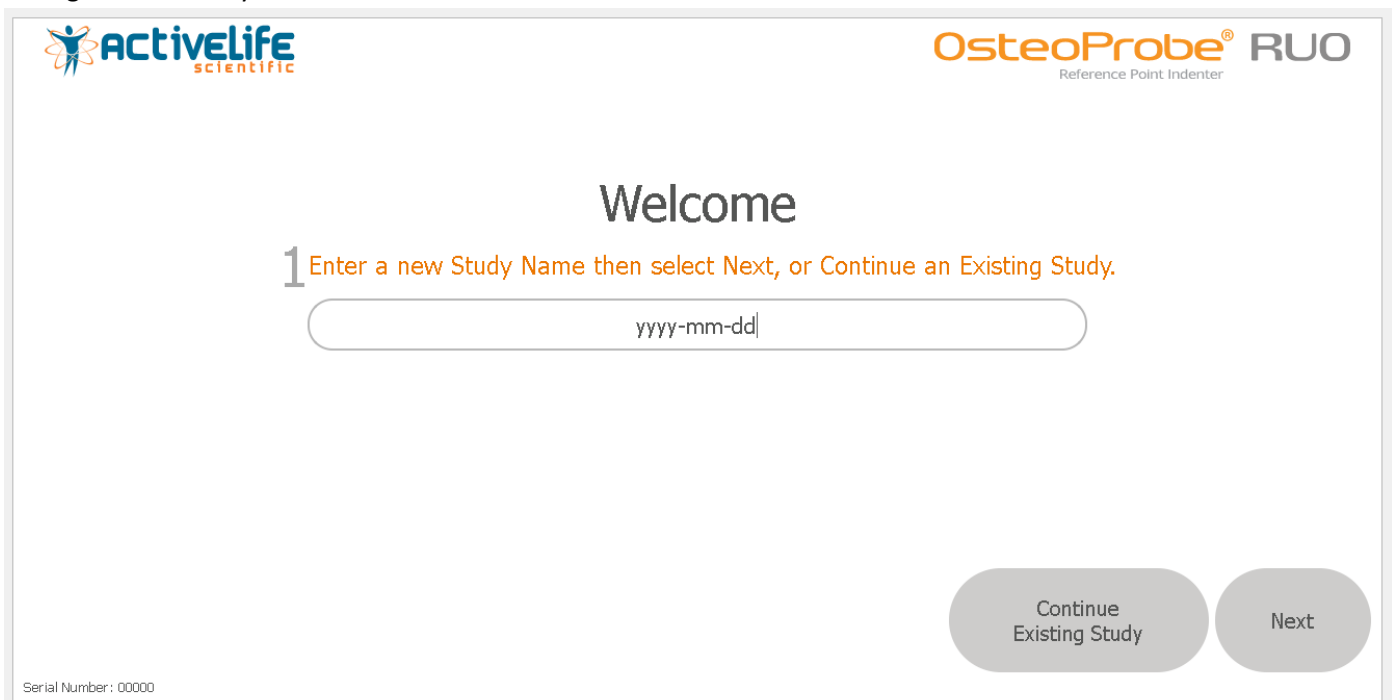 ACTIVELIFE
scientific
OsteoProbe® RUO
Reference Point Indenter
Welcome
1 Enter a new Study Name then select Next, or Continue an Existing Study.
yyyy-mm-dd
Continue
Existing Study
Next
Serial Number: 00000